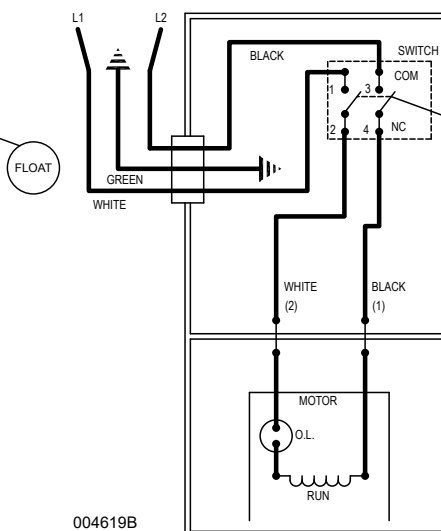 L1
L2
BLACK
SWITCH
COM
1
3
FLOAT
2
4
NC
GREEN
WHITE
WHITE
(2)
BLACK
(1)
MOTOR
O.L.
RUN
004619B